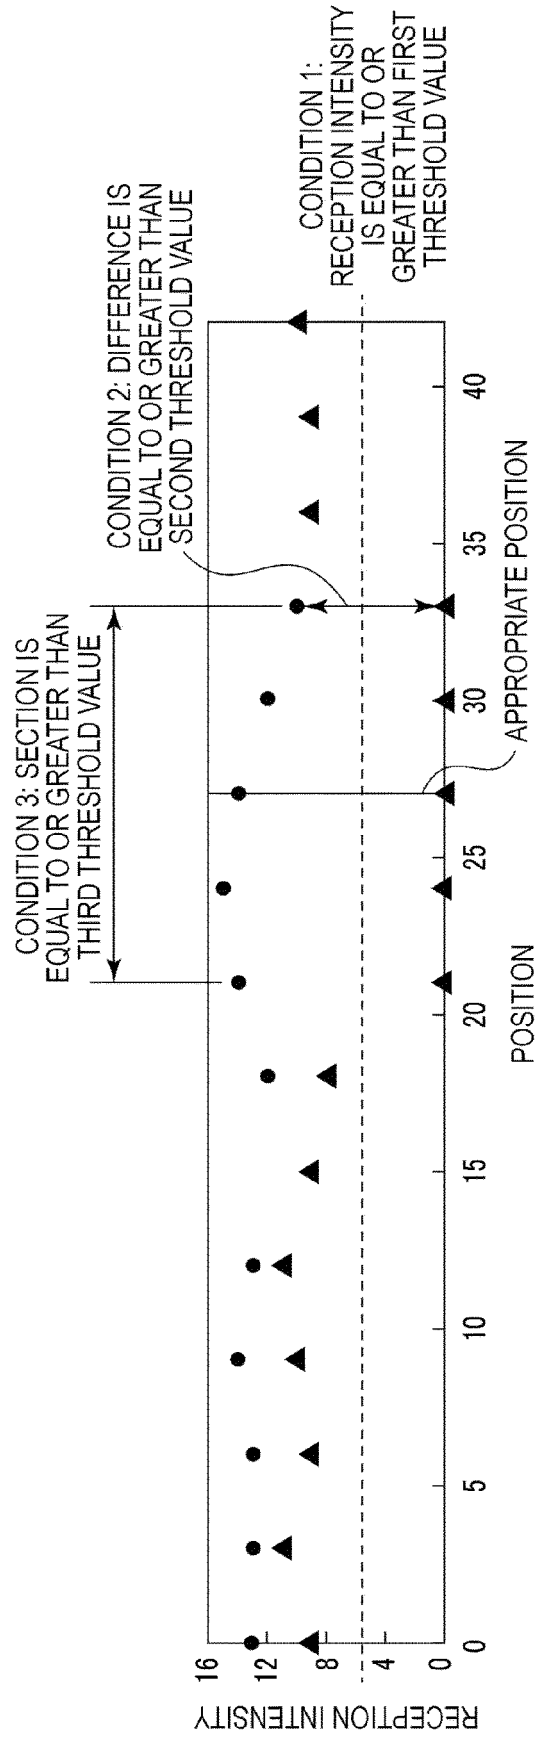 CONDITION 3: SECTION IS
EQUAL TO OR GREATER THAN
THIRD THRESHOLD VALUE
CONDITION 2: DIFFERENCE IS
EQUAL TO OR GREATER THAN
SECOND THRESHOLD VALUE
CONDITION 1:
RECEPTION INTENSITY
IS EQUAL TO OR
GREATER THAN FIRST
THRESHOLD VALUE
RECEPTION INTENSITY
16
12
8
4
0
0 5 10 15 20 25 30 35 40
POSITION
APPROPRIATE POSITION